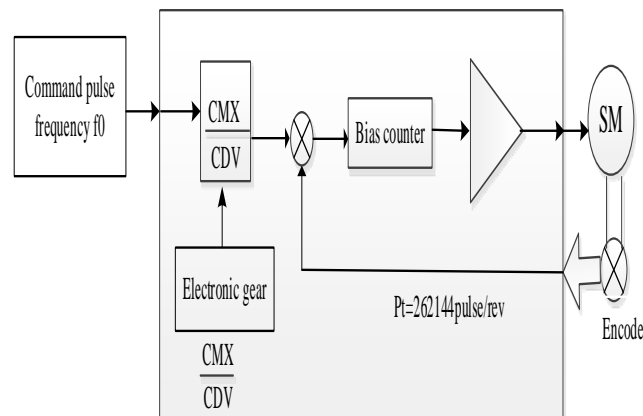 Command pulse
frequency f0
CMX
CDV
Bias counter
SM
Electronic gear
CMX
CDV
Pt=262144pulse/rev
Encode